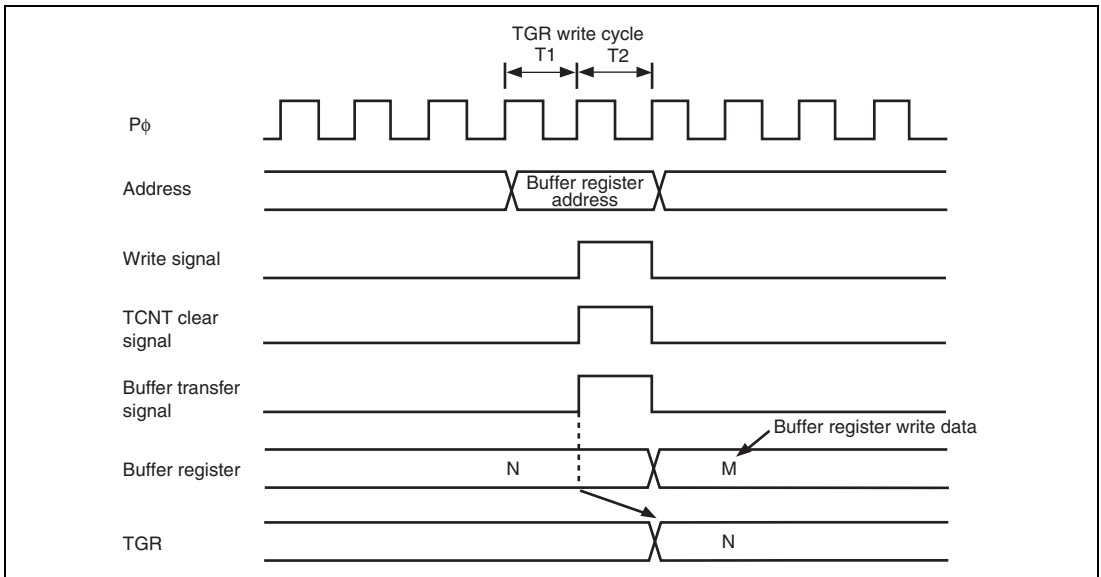 TGR write cycle
T1 T2
Pϕ
Address
Buffer register
address
Write signal
TCNT clear
signal
Buffer transfer
signal
Buffer register write data
Buffer register
N
M
TGR
N